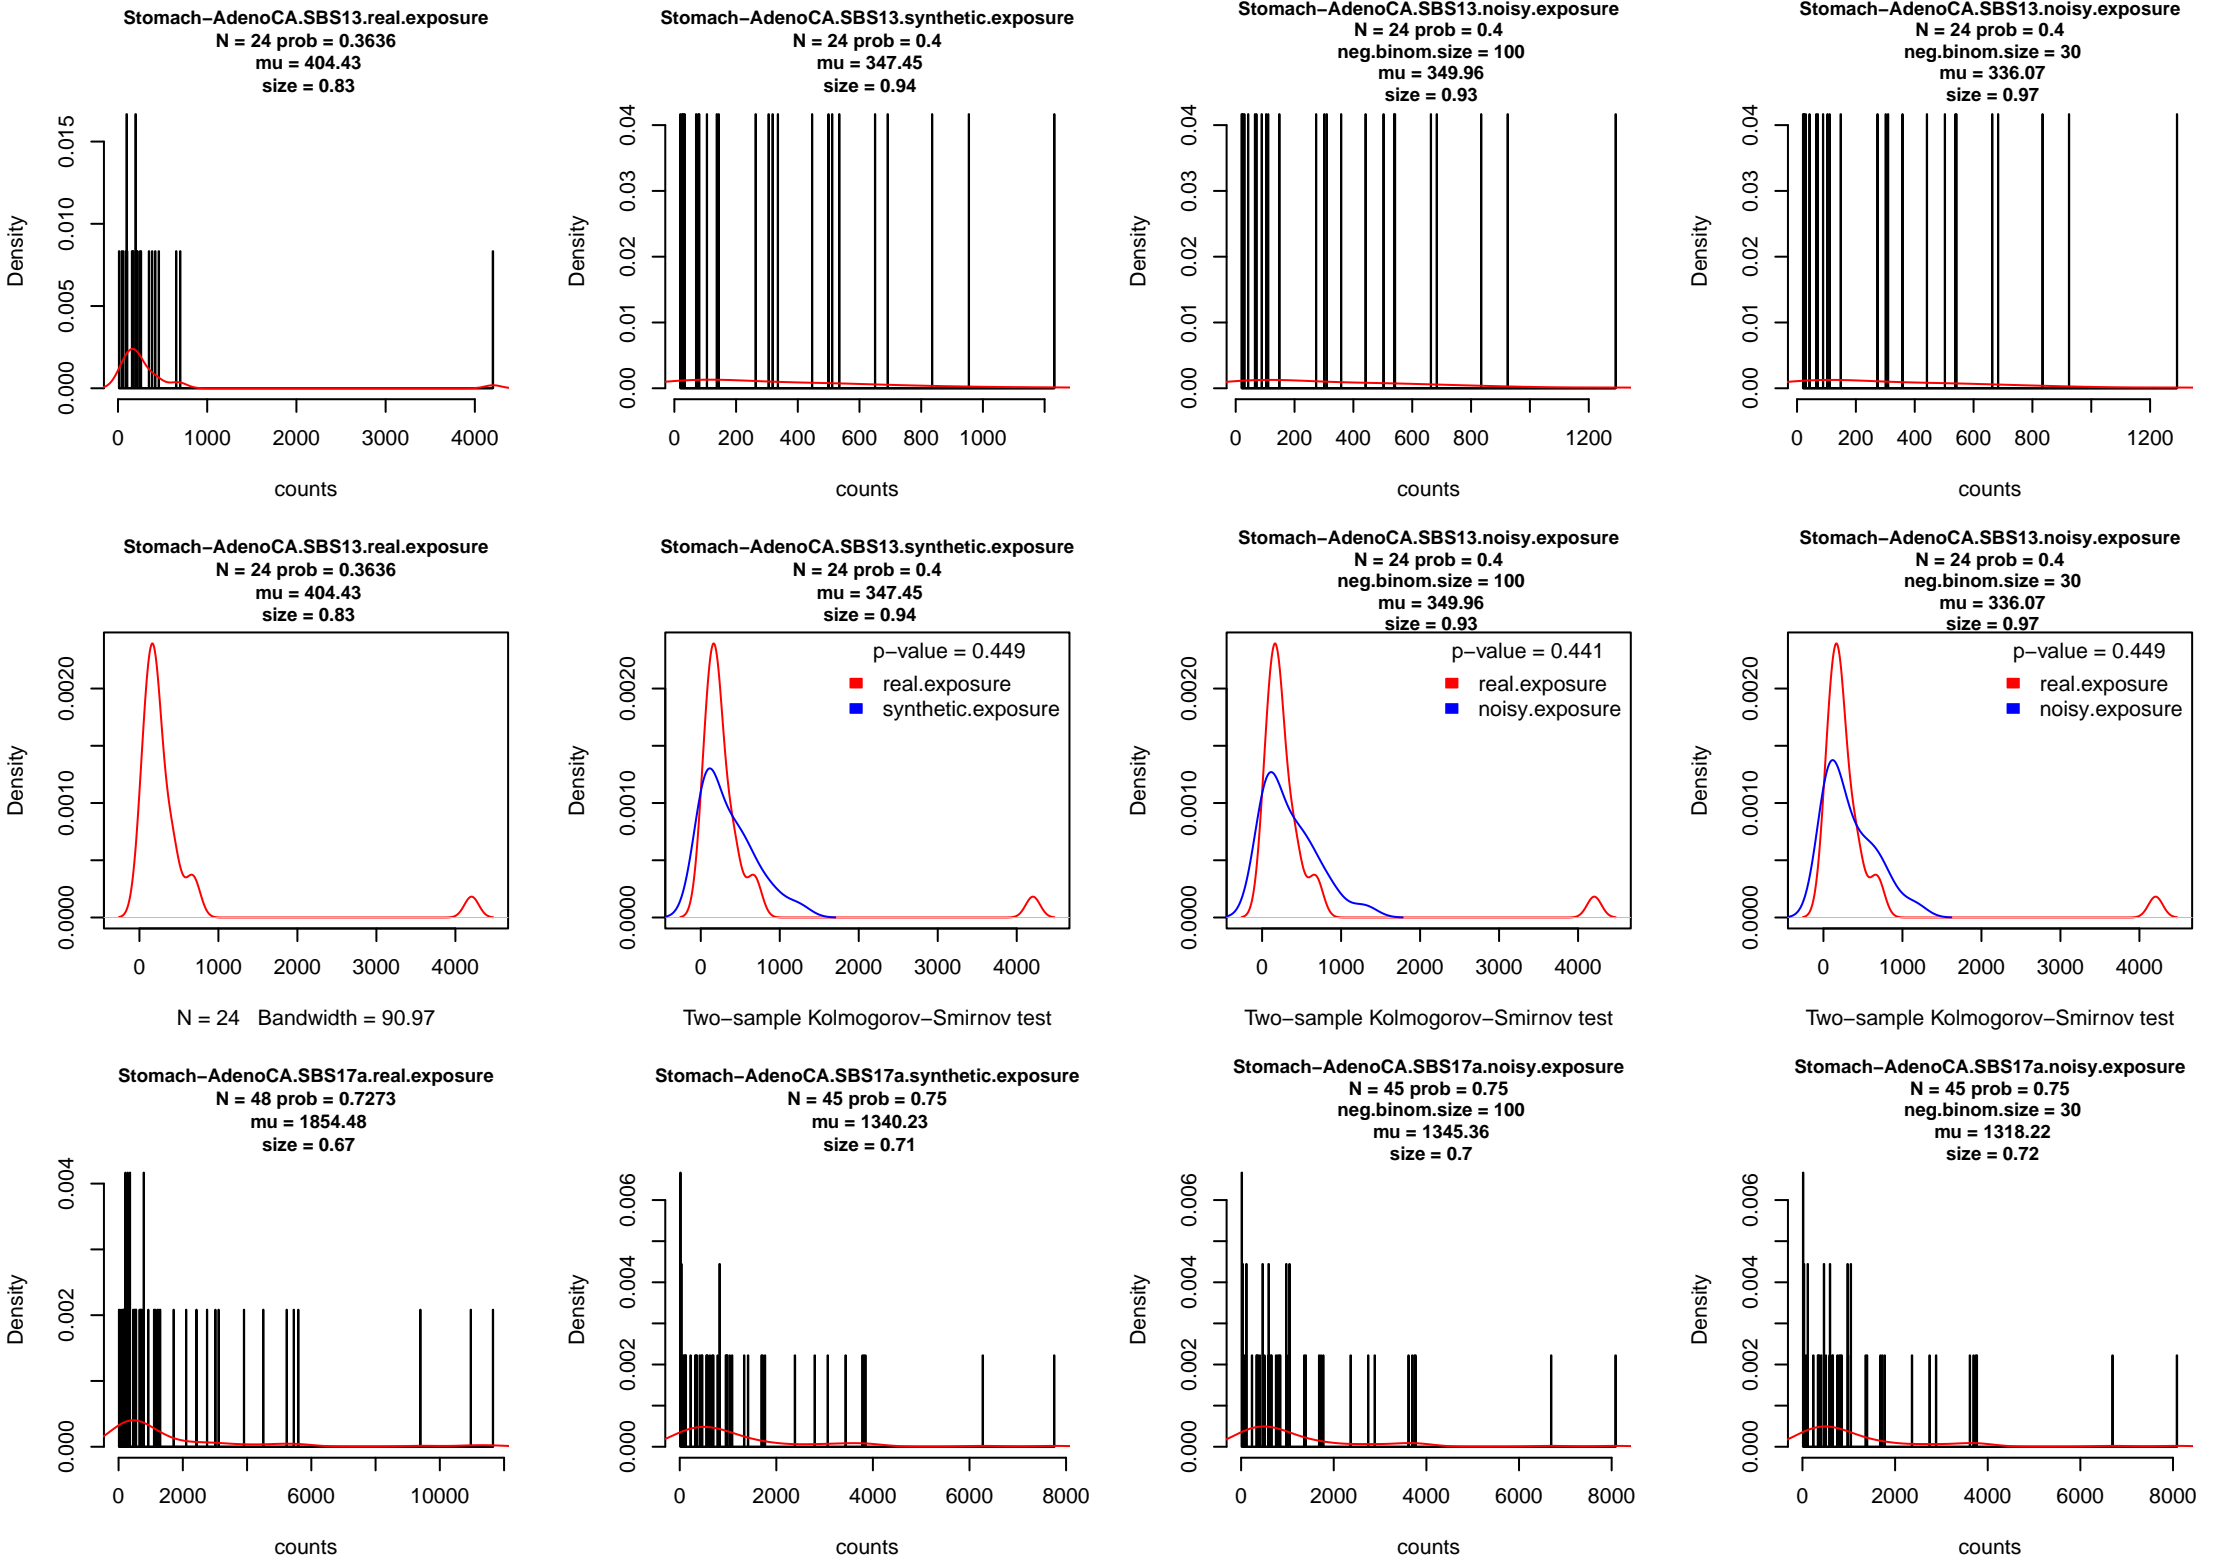 Stomach−AdenoCA.SBS13.real.exposure
N = 24 prob = 0.3636
mu = 404.43
size = 0.83
Density
0.000 0.005 0.010 0.015
0 1000 2000 3000 4000
counts
Stomach−AdenoCA.SBS13.synthetic.exposure
N = 24 prob = 0.4
mu = 347.45
size = 0.94
Density
0.00 0.01 0.02 0.03 0.04
0 200 400 600 800 1000
counts
Stomach−AdenoCA.SBS13.noisy.exposure
N = 24 prob = 0.4
neg.binom.size = 100
mu = 349.96
size = 0.93
Density
0.00 0.01 0.02 0.03 0.04
0 200 400 600 800 1200
counts
Stomach−AdenoCA.SBS13.noisy.exposure
N = 24 prob = 0.4
neg.binom.size = 30
mu = 336.07
size = 0.97
Density
0.00 0.01 0.02 0.03 0.04
0 200 400 600 800 1200
counts
Stomach−AdenoCA.SBS13.real.exposure
N = 24 prob = 0.3636
mu = 404.43
size = 0.83
Density
0.0000 0.0010 0.0020
0 1000 2000 3000 4000
N = 24 Bandwidth = 90.97
Stomach−AdenoCA.SBS13.synthetic.exposure
N = 24 prob = 0.4
mu = 347.45
size = 0.94
p−value = 0.449
real.exposure
synthetic.exposure
Density
0.0000 0.0010 0.0020
0 1000 2000 3000 4000
Two−sample Kolmogorov−Smirnov test
Stomach−AdenoCA.SBS13.noisy.exposure
N = 24 prob = 0.4
neg.binom.size = 100
mu = 349.96
size = 0.93
p−value = 0.441
real.exposure
noisy.exposure
Density
0.0000 0.0010 0.0020
0 1000 2000 3000 4000
Two−sample Kolmogorov−Smirnov test
Stomach−AdenoCA.SBS13.noisy.exposure
N = 24 prob = 0.4
neg.binom.size = 30
mu = 336.07
size = 0.97
p−value = 0.449
real.exposure
noisy.exposure
Density
0.0000 0.0010 0.0020
0 1000 2000 3000 4000
Two−sample Kolmogorov−Smirnov test
Stomach−AdenoCA.SBS17a.real.exposure
N = 48 prob = 0.7273
mu = 1854.48
size = 0.67
Density
0.000 0.002 0.004
0 2000 6000 10000
counts
Stomach−AdenoCA.SBS17a.synthetic.exposure
N = 45 prob = 0.75
mu = 1340.23
size = 0.71
Density
0.000 0.002 0.004 0.006
0 2000 4000 6000 8000
counts
Stomach−AdenoCA.SBS17a.noisy.exposure
N = 45 prob = 0.75
neg.binom.size = 100
mu = 1345.36
size = 0.7
Density
0.000 0.002 0.004 0.006
0 2000 4000 6000 8000
counts
Stomach−AdenoCA.SBS17a.noisy.exposure
N = 45 prob = 0.75
neg.binom.size = 30
mu = 1318.22
size = 0.72
Density
0.000 0.002 0.004 0.006
0 2000 4000 6000 8000
counts